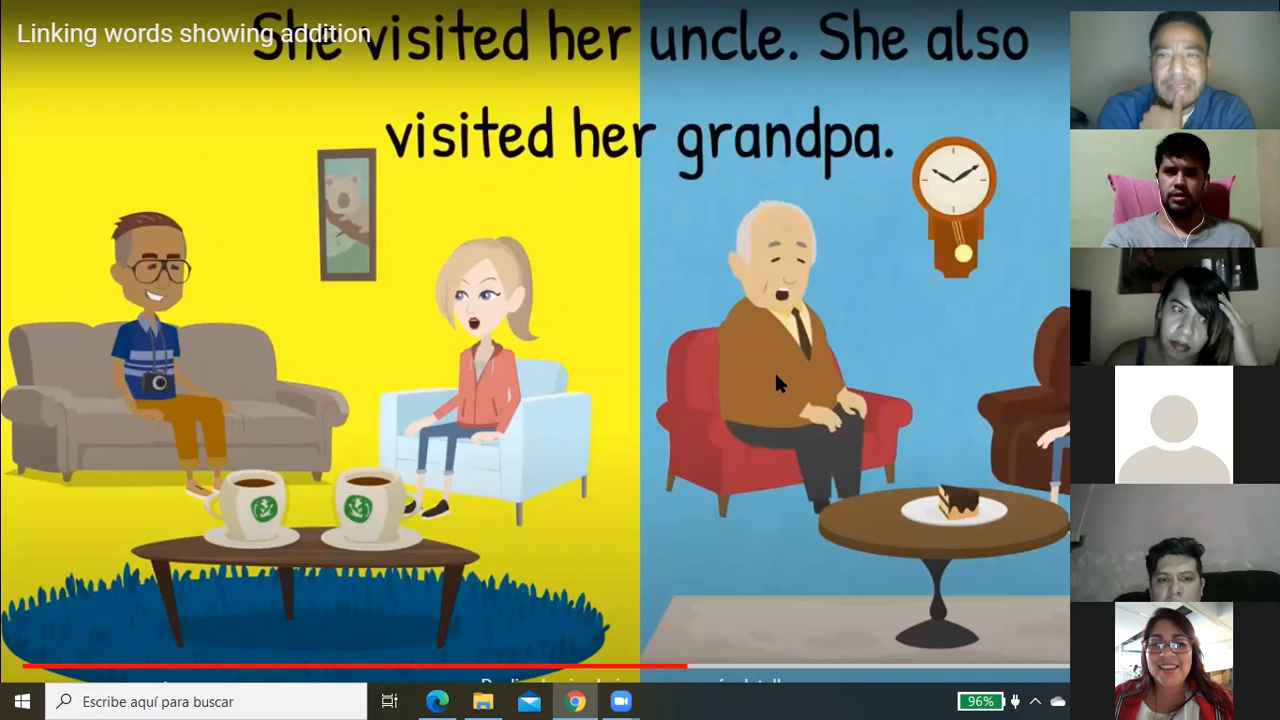 Linking words showing addition
She visited her uncle. She also
visited her grandpa.
Escribe aquí para buscar
96%